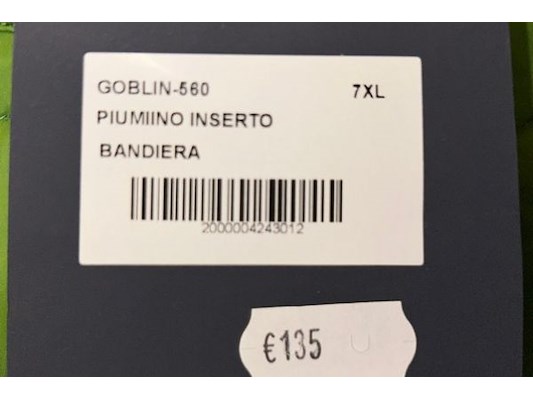 GOBLIN-560 7XL
PIUMIINO INSERTO
BANDIERA
2000004243012
€135